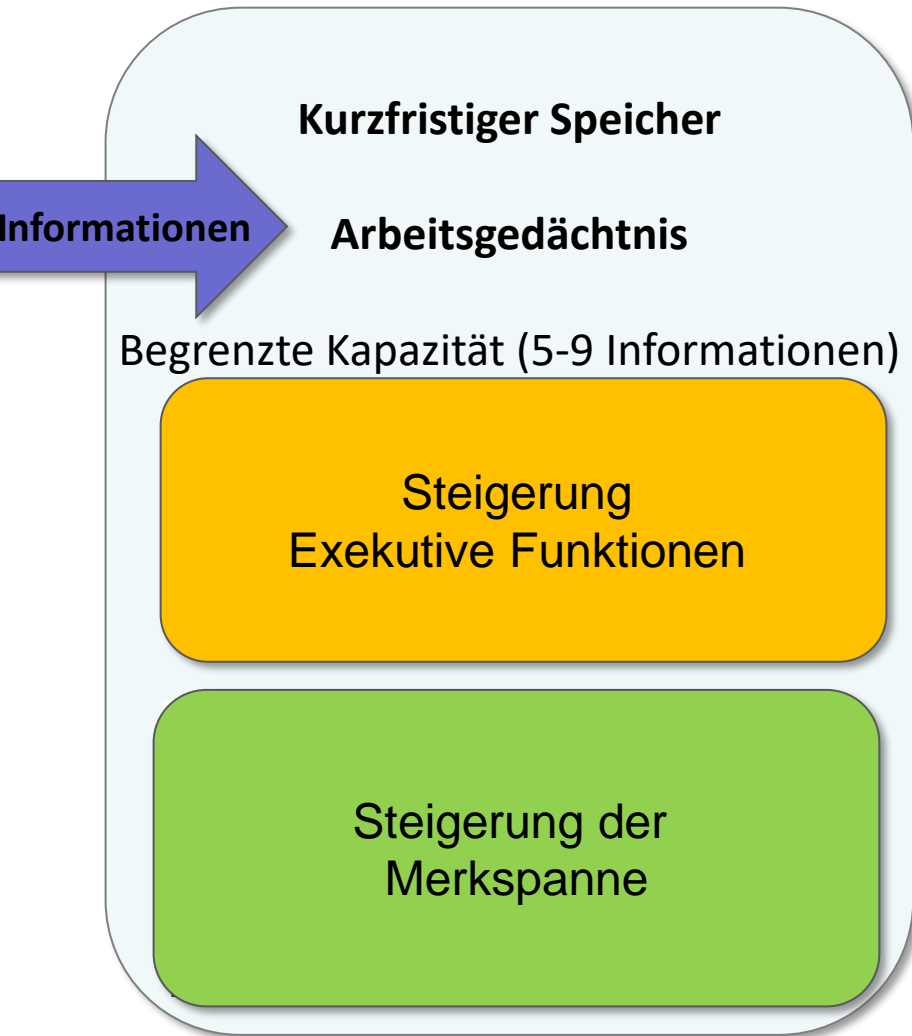 Kurzfristiger Speicher
Informationen
Arbeitsgedächtnis
Begrenzte Kapazität (5-9 Informationen)
Steigerung
Exekutive Funktionen
Steigerung der
Merkspanne